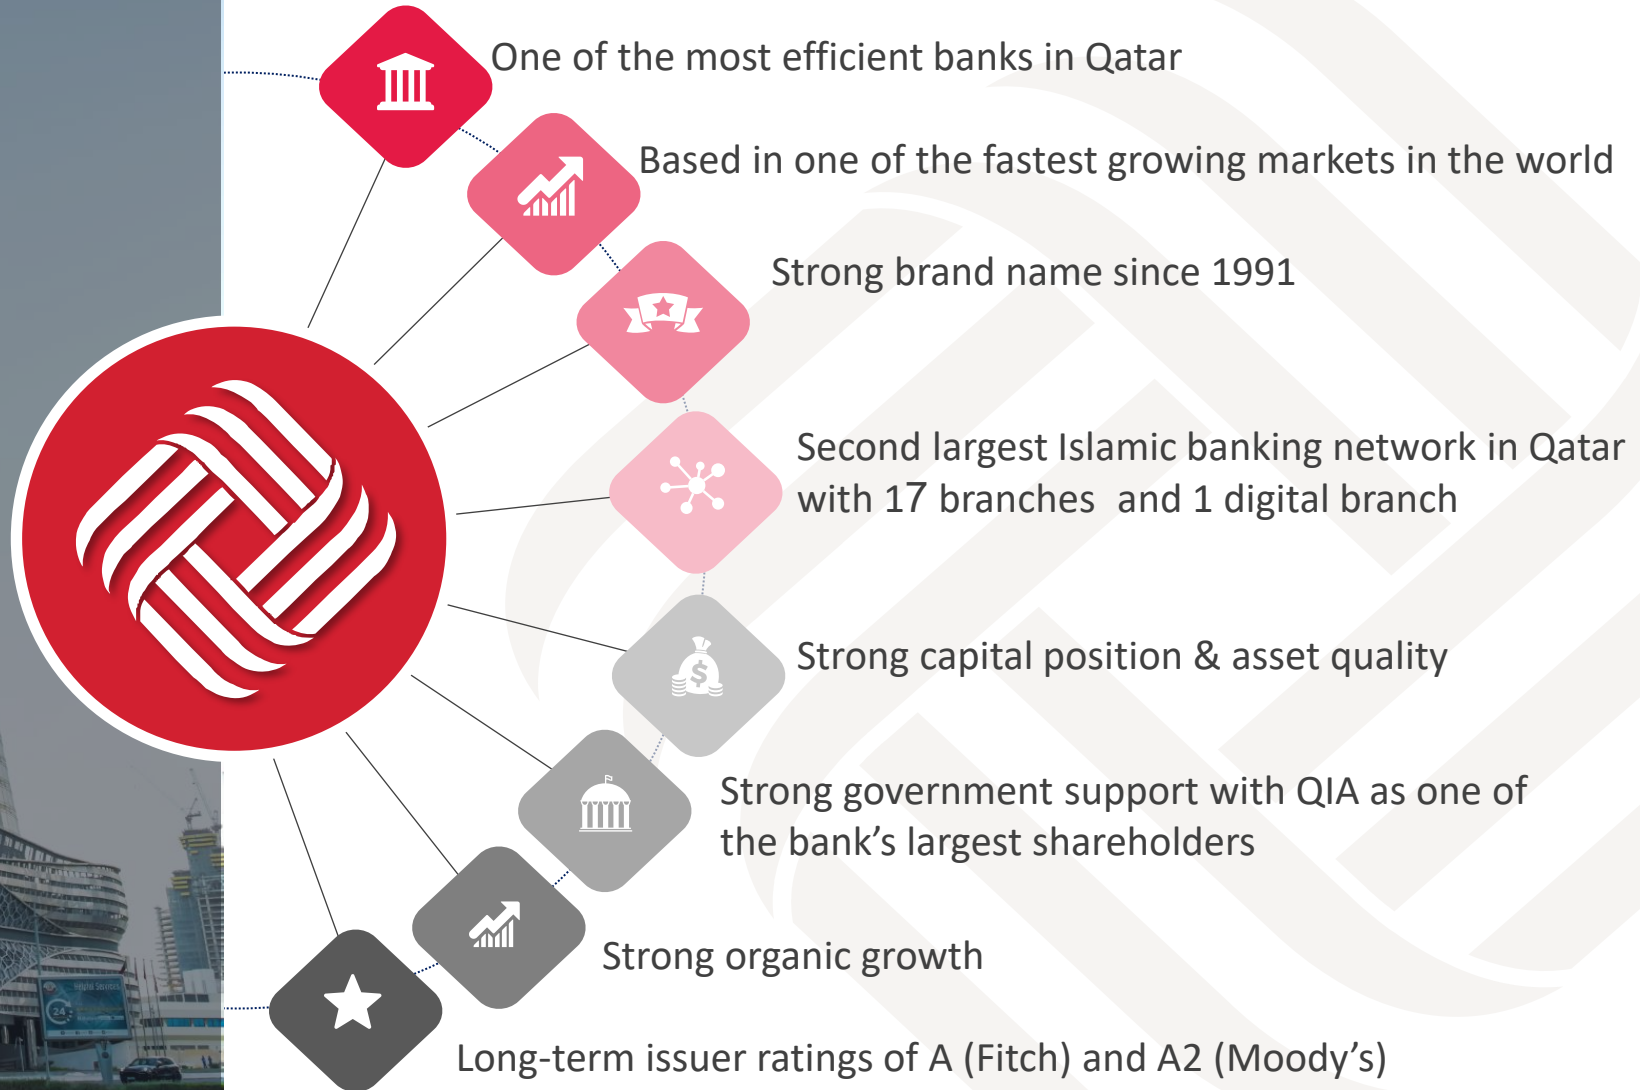 One of the most efficient banks in Qatar
Based in one of the fastest growing markets in the world
Strong brand name since 1991
Second largest Islamic banking network in Qatar
with 17 branches and 1 digital branch
Strong capital position & asset quality
Strong government support with QIA as one of
the bank’s largest shareholders
Strong organic growth
Long-term issuer ratings of A (Fitch) and A2 (Moody’s)
24